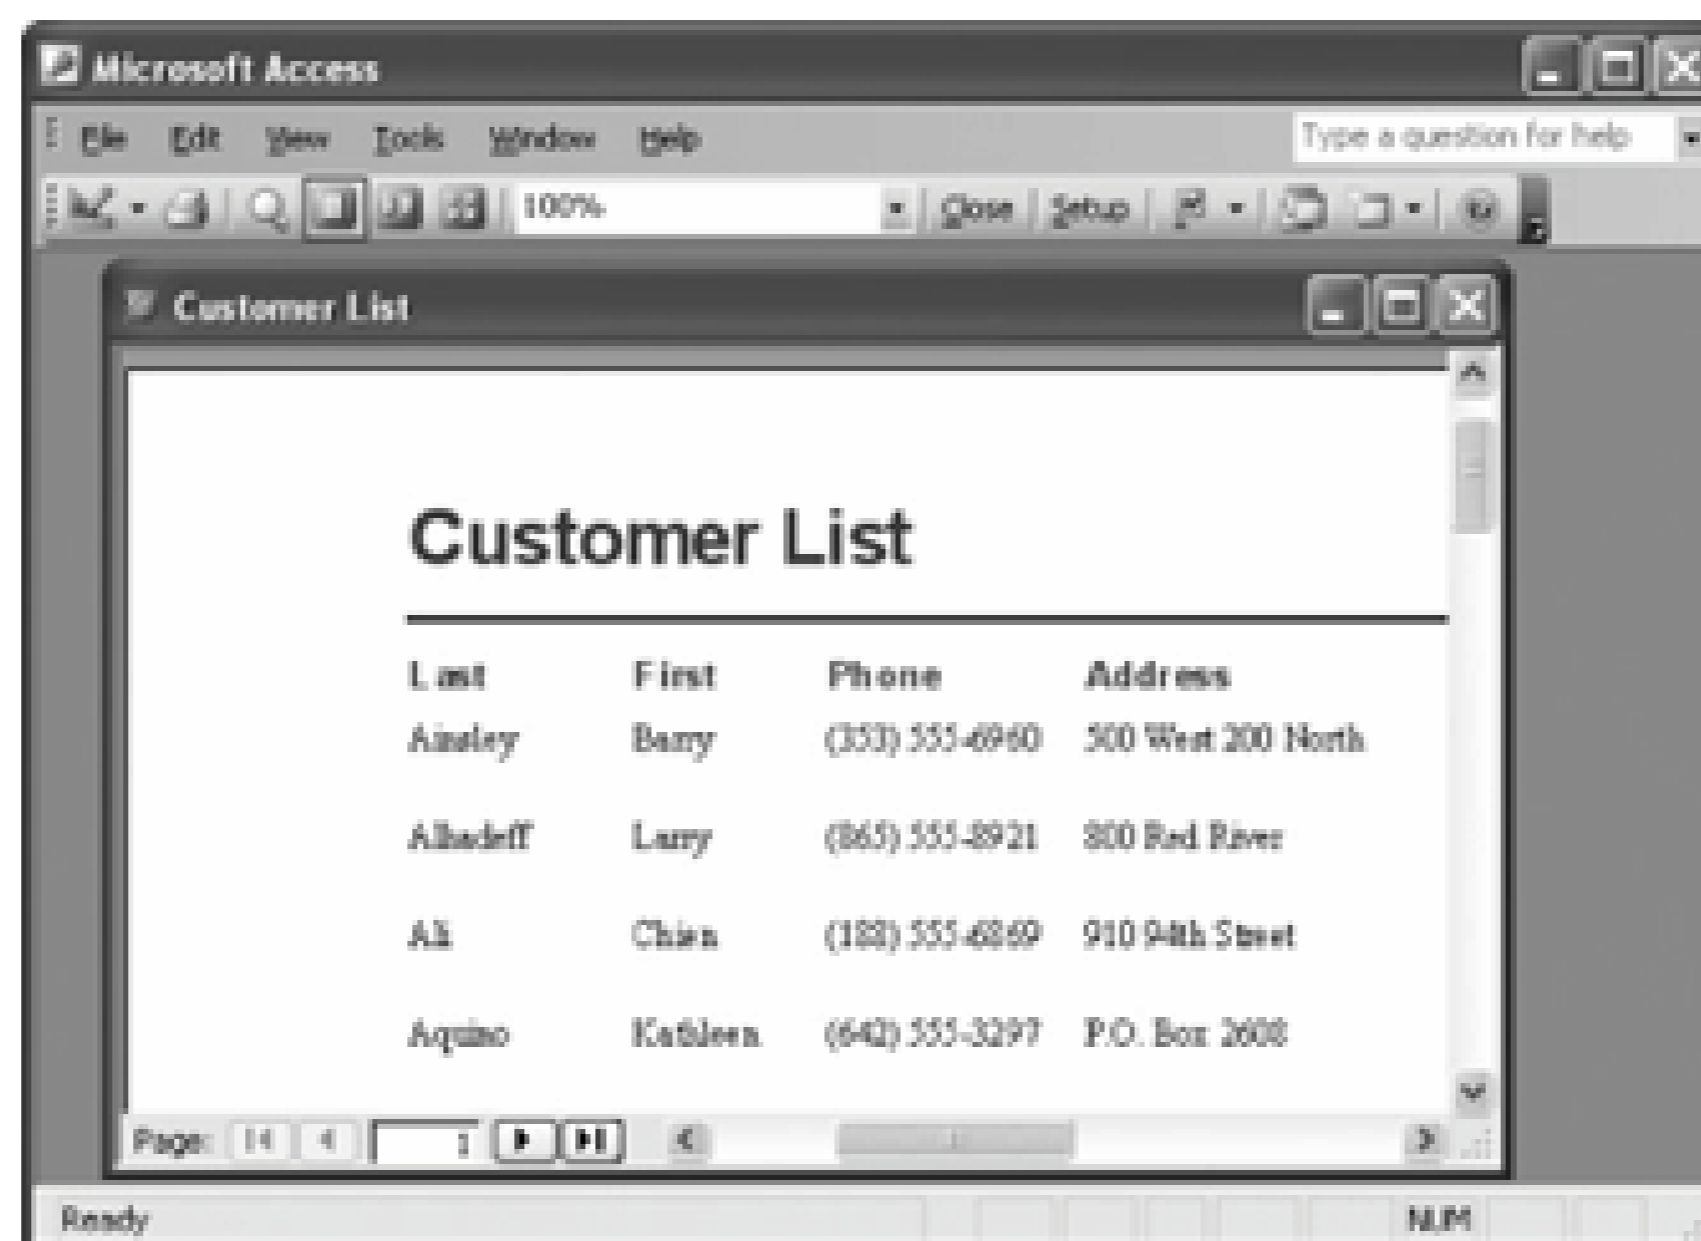 Microsoft Access
File Edit View Tools Window Help Type a question for help
100% Close Setup
Customer List
Customer List
Last First Phone Address
Ainsley Barry (353) 555-6960 500 West 200 North
Alhadeff Larry (865) 555-8921 800 Red River
Ali Chien (188) 555-6869 910 94th Street
Aquino Kathleen (642) 555-3297 P.O. Box 2608
Page: 1
Ready NUM